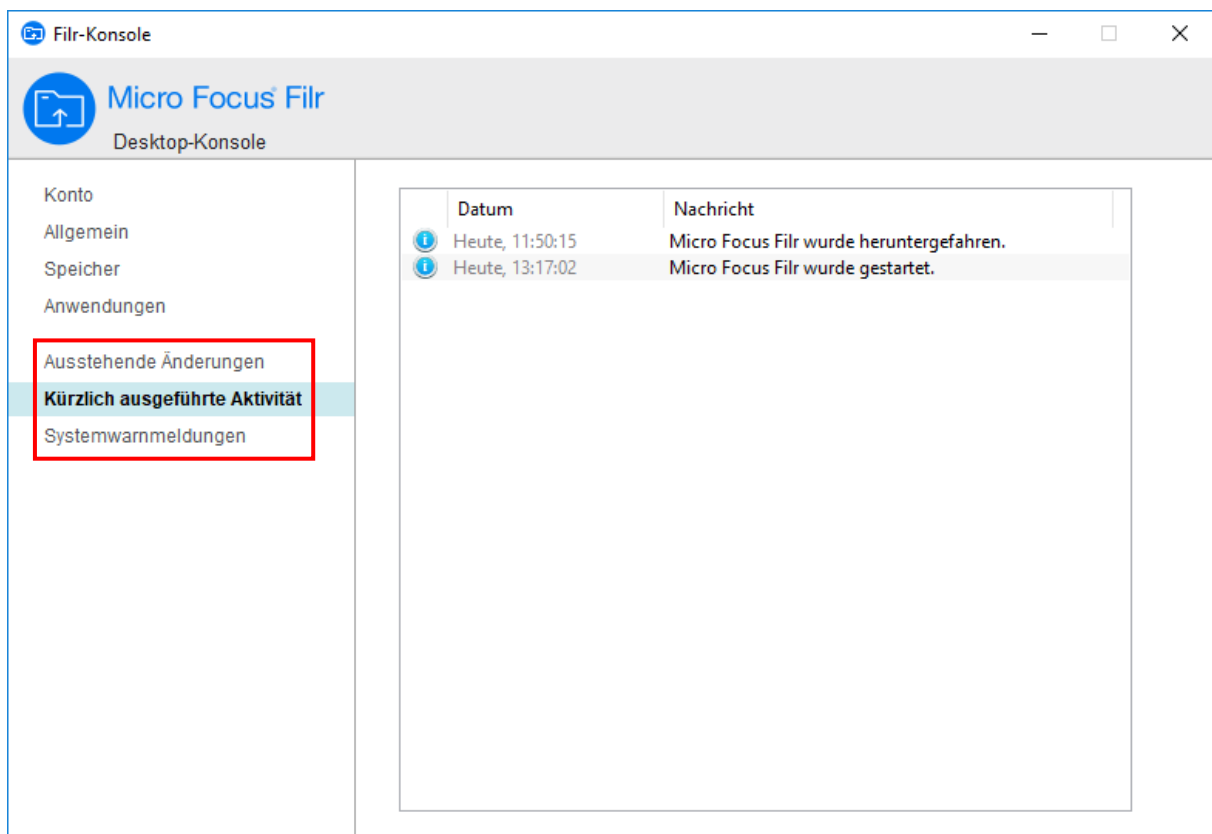 Filr-Konsole
Micro Focus Filr
Desktop-Konsole
Konto
Allgemein
Speicher
Anwendungen
Ausstehende Änderungen
Kürzlich ausgeführte Aktivität
Systemwarnmeldungen
Datum Nachricht
Heute, 11:50:15 Micro Focus Filr wurde heruntergefahren.
Heute, 13:17:02 Micro Focus Filr wurde gestartet.